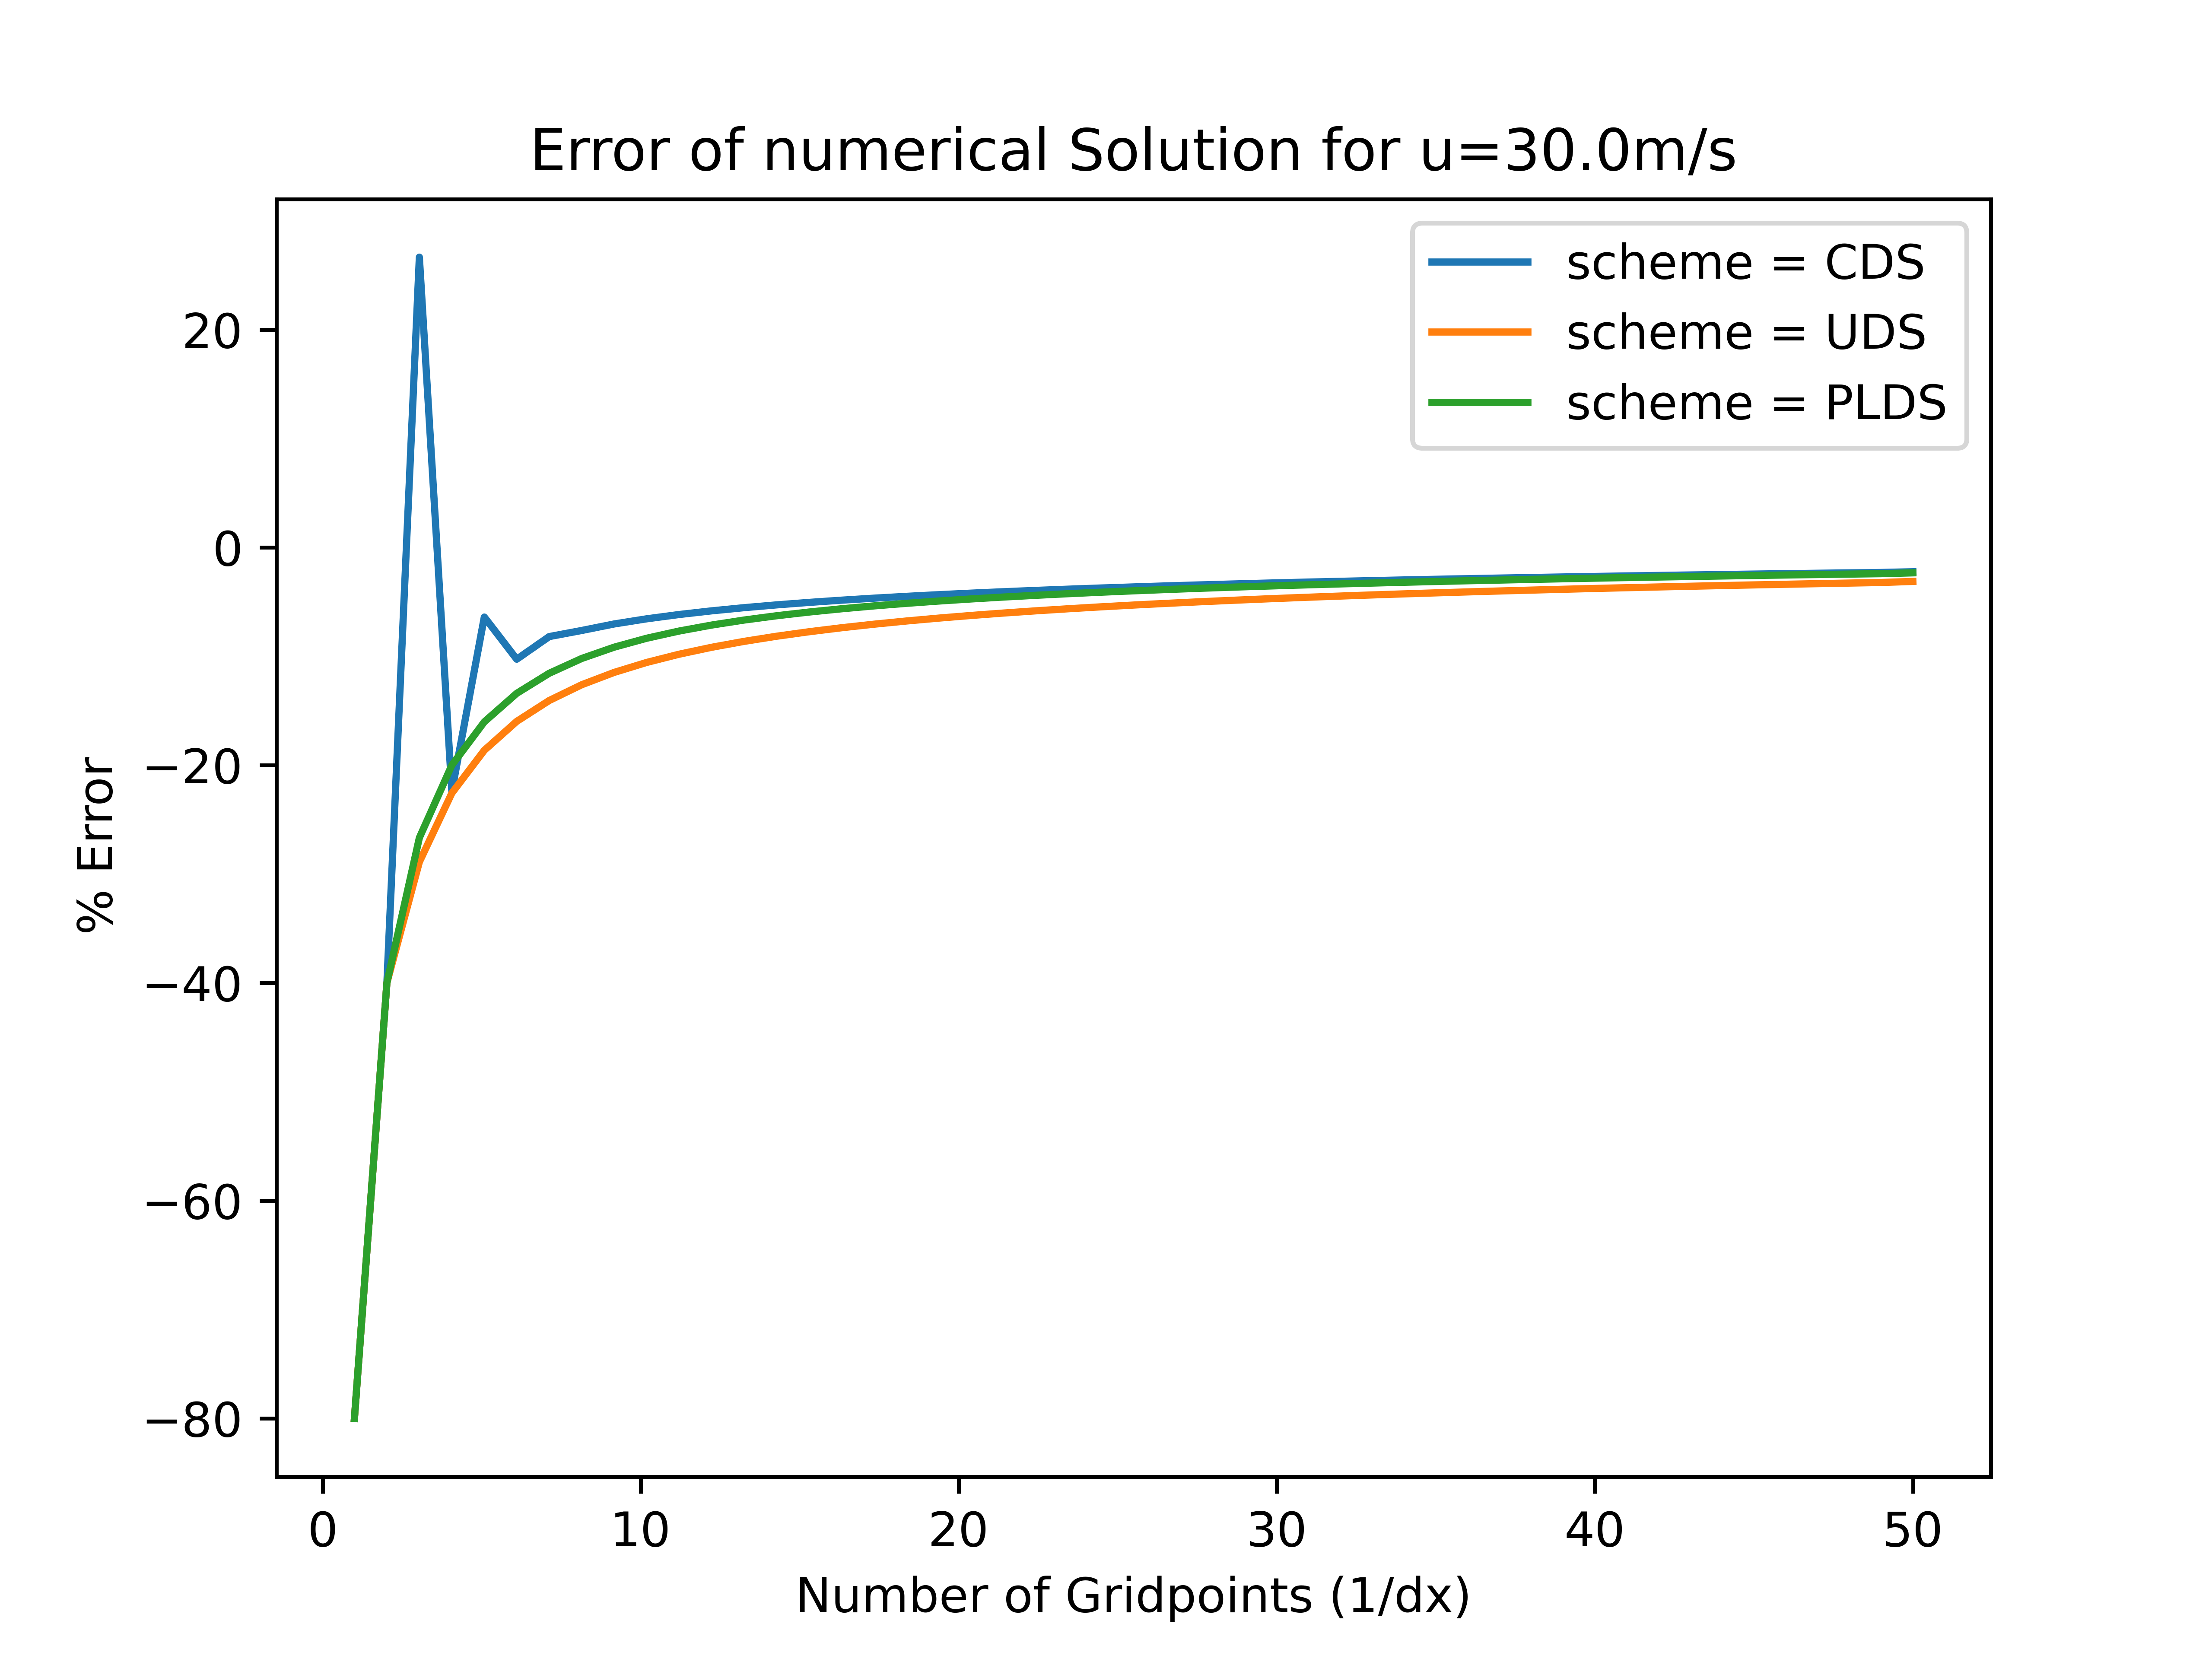 Error of numerical Solution for u=30.0m/s
scheme = CDS
scheme = UDS
scheme = PLDS
20
0
−20
−40
−60
−80
% Error
0 10 20 30 40 50
Number of Gridpoints (1/dx)